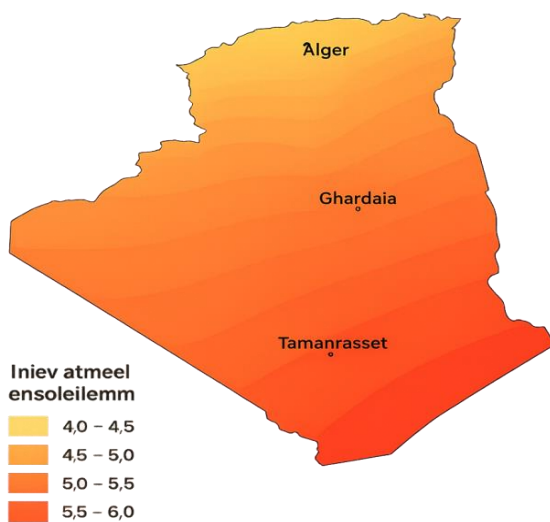 Alger
Ghardaia
Tamanrasset
Iniev atmeel
ensoleilemm
4,0 – 4,5
4,5 – 5,0
5,0 – 5,5
5,5 – 6,0